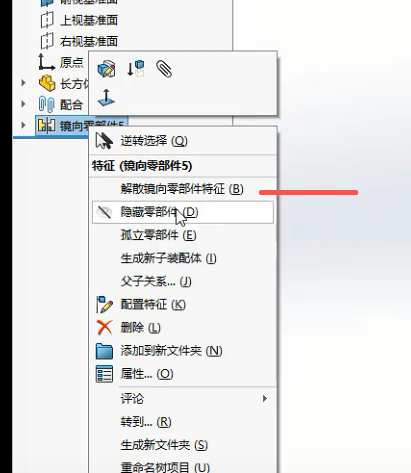 前视基准面
上视基准面
右视基准面
原点
长方体
配合
镜向零部件5
逆转选择 (Q)
特征 (镜向零部件5)
解散镜向零部件特征 (B)
隐藏零部件 (D)
孤立零部件 (E)
生成新子装配体 (I)
父子关系... (J)
配置特征 (K)
删除 (L)
添加到新文件夹 (N)
属性... (O)
评论
转到... (R)
生成新文件夹 (S)
重命名树项目 (U)